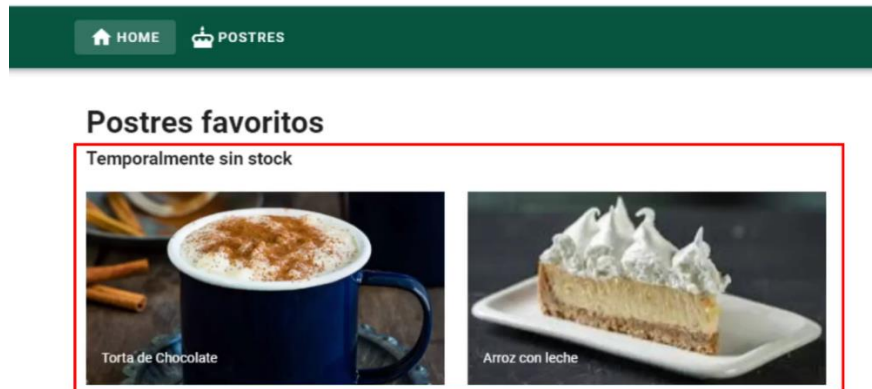 HOME POSTRES
Postres favoritos
Temporalmente sin stock
Torta de Chocolate
Arroz con leche